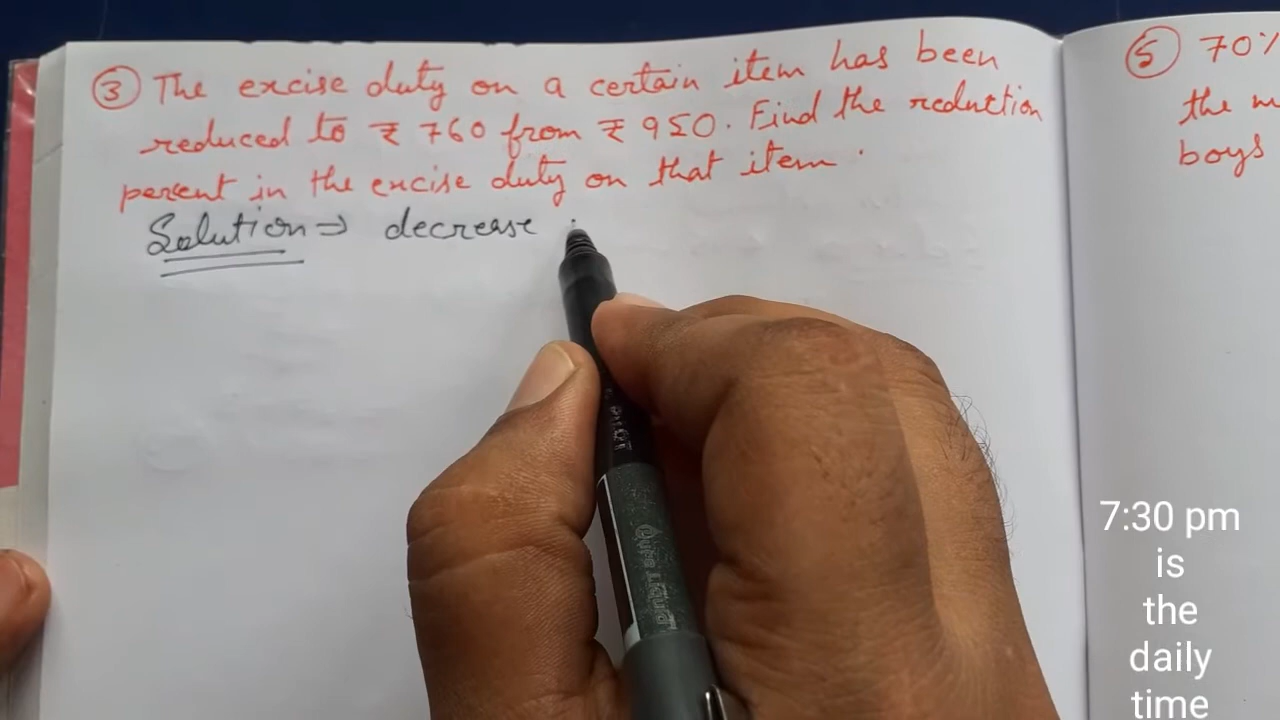 ③ The excise duty on a certain item has been
reduced to ₹ 760 from ₹ 950. Find the reduction
percent in the excise duty on that item.
Solution ⇒ decrease
⑤ 70%
the m
boys
7:30 pm
is
the
daily
time